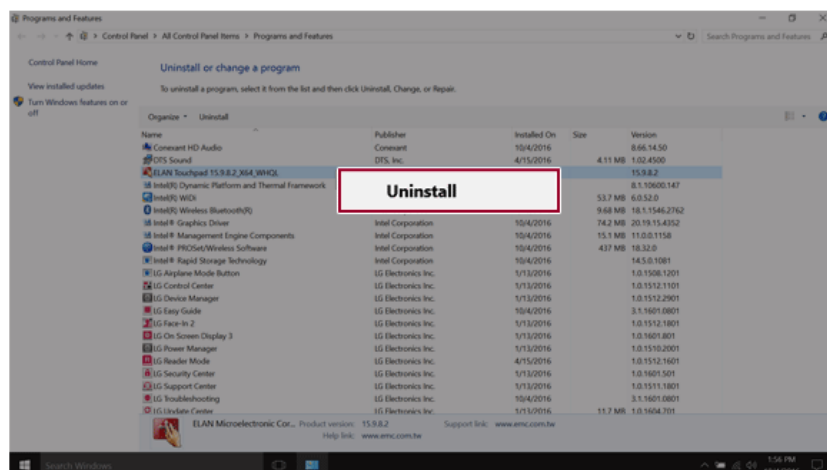 Programs and Features
Control Panel > All Control Panel Items > Programs and Features
Search Programs and Features
Control Panel Home
View installed updates
Turn Windows features on or off
Uninstall or change a program
To uninstall a program, select it from the list and then click Uninstall, Change, or Repair.
Organize Uninstall
Name Publisher Installed On Size Version
Conexant HD Audio Conexant 10/4/2016 8.66.14.50
DTS Sound DTS, Inc. 4/15/2016 4.11 MB 1.02.4500
ELAN Touchpad 15.9.8.2_X64_WHQL 15.9.8.2
Intel(R) Dynamic Platform and Thermal Framework 8.1.10600.147
Intel(R) WiDi 53.7 MB 6.0.52.0
Intel(R) Wireless Bluetooth(R) 9.68 MB 18.1.1546.2762
Uninstall
Intel® Graphics Driver Intel Corporation 10/4/2016 74.2 MB 20.19.15.4352
Intel® Management Engine Components Intel Corporation 10/4/2016 15.1 MB 11.0.0.1158
Intel® PROSet/Wireless Software Intel Corporation 10/4/2016 437 MB 18.32.0
Intel® Rapid Storage Technology Intel Corporation 10/4/2016 14.5.0.1081
LG Airplane Mode Button LG Electronics Inc. 1/13/2016 1.0.1508.1201
LG Control Center LG Electronics Inc. 1/13/2016 1.0.1512.1101
LG Device Manager LG Electronics Inc. 1/13/2016 1.0.1512.2901
LG Easy Guide LG Electronics Inc. 10/4/2016 3.1.1601.0801
LG Face-In 2 LG Electronics Inc. 1/13/2016 1.0.1512.1801
LG On Screen Display 3 LG Electronics Inc. 1/13/2016 1.0.1601.801
LG Power Manager LG Electronics Inc. 1/13/2016 1.0.1510.2001
LG Reader Mode LG Electronics Inc. 4/15/2016 1.0.1512.1601
LG Security Center LG Electronics Inc. 1/13/2016 1.0.1601.501
LG Support Center LG Electronics Inc. 1/13/2016 1.0.1511.1801
LG Troubleshooting LG Electronics Inc. 10/4/2016 3.1.1601.0801
LG Update Center LG Electronics Inc. 1/13/2016 11.7 MB 1.0.1604.701
ELAN Microelectronic Cor... Product version: 15.9.8.2 Support link: www.emc.com.tw
Help link: www.emc.com.tw
Search Windows
1:56 PM